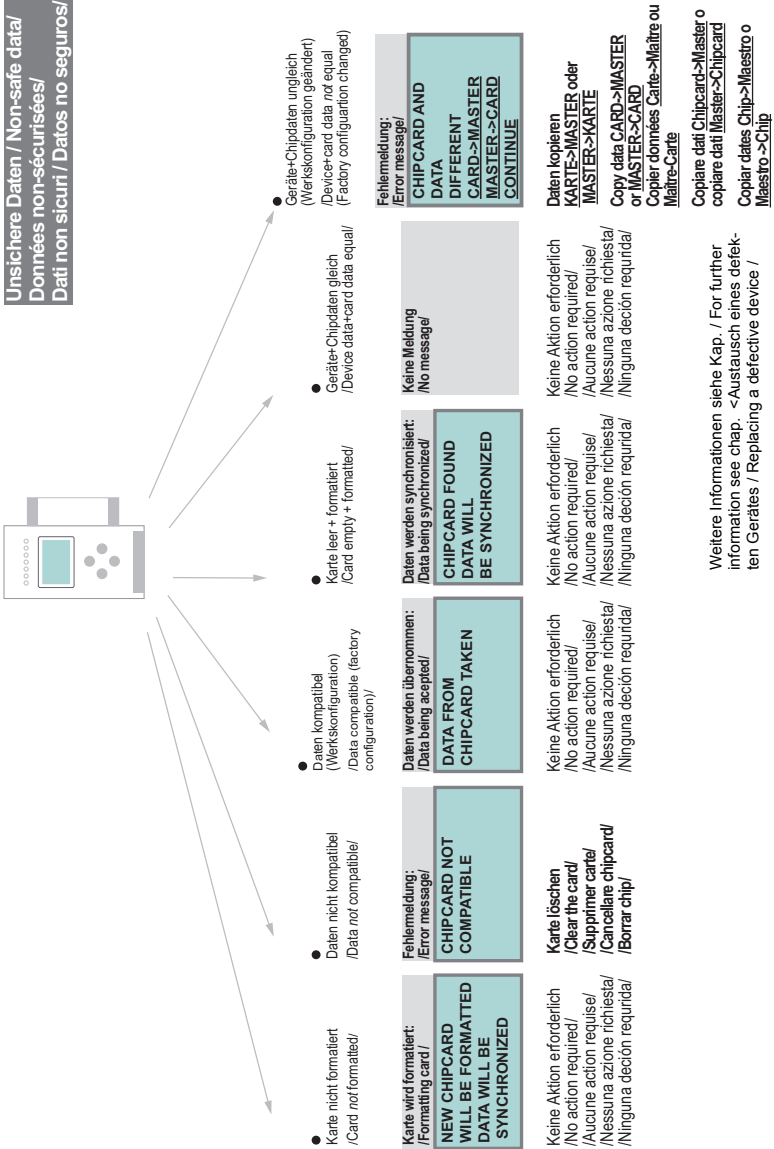 Unsichere Daten / Non-safe data/
Données non-sécurisées/
Dati non sicuri / Datos no seguros/
Karte nicht formatiert
/Card not formatted/
Karte wird formatiert:
/Formatting card /
NEW CHIPCARD
WILL BE FORMATTED
DATA WILL BE
SYNCHRONIZED
Keine Aktion erforderlich
/No action required/
/Aucune action requise/
/Nessuna azione richiesta/
/Ninguna deción requrida/
Daten nicht kompatibel
/Data not compatible/
Fehlermeldung:
/Error message/
CHIPCARD NOT
COMPATIBLE
Karte löschen
/Clear the card/
/Supprimer carte/
/Cancellare chipcard/
/Borrar chip/
Daten kompatibel
(Werkskonfiguration)
/Data compatible (factory
configuration)/
Daten werden übernommen:
/Data being acepted/
DATA FROM
CHIPCARD TAKEN
Keine Aktion erforderlich
/No action required/
/Aucune action requise/
/Nessuna azione richiesta/
/Ninguna deción requrida/
Karte leer + formatiert
/Card empty + formatted/
Daten werden synchronisiert:
/Data being synchronized/
CHIPCARD FOUND
DATA WILL
BE SYNCHRONIZED
Keine Aktion erforderlich
/No action required/
/Aucune action requise/
/Nessuna azione richiesta/
/Ninguna deción requrida/
Geräte+Chipdaten gleich
/Device data+card data equal/
Keine Meldung
/No message/
Keine Aktion erforderlich
/No action required/
/Aucune action requise/
/Nessuna azione richiesta/
/Ninguna deción requrida/
Geräte+Chipdaten ungleich
(Werkskonfiguration geändert)
/Device+card data not equal
(Factory configuartion changed)
Fehlermeldung:
/Error message/
CHIPCARD AND
DATA
DIFFERENT
CARD->MASTER
MASTER->CARD
CONTINUE
Daten kopieren
KARTE->MASTER oder
MASTER->KARTE
Copy data CARD->MASTER
or MASTER->CARD
Copier données Carte->Maître ou
Maître-Carte
Copiare dati Chipcard->Master o
copiare dati Master->Chipcard
Copiar dates Chip->Maestro o
Maestro ->Chip
Weitere Informationen siehe Kap. / For further
information see chap. <Austausch eines defek-
ten Gerätes / Replacing a defective device /